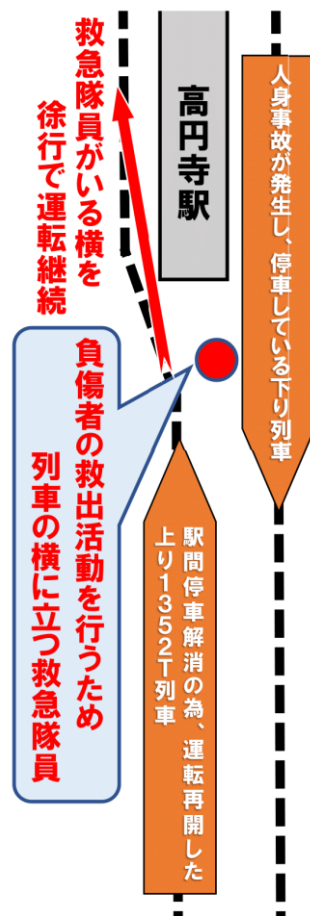 人身事故が発生し、停車している下り列車
高円寺駅
救急隊員がいる横を
徐行で運転継続
負傷者の救出活動を行うため
列車の横に立つ救急隊員
駅間停車解消の為、運転再開した
上り1352T列車